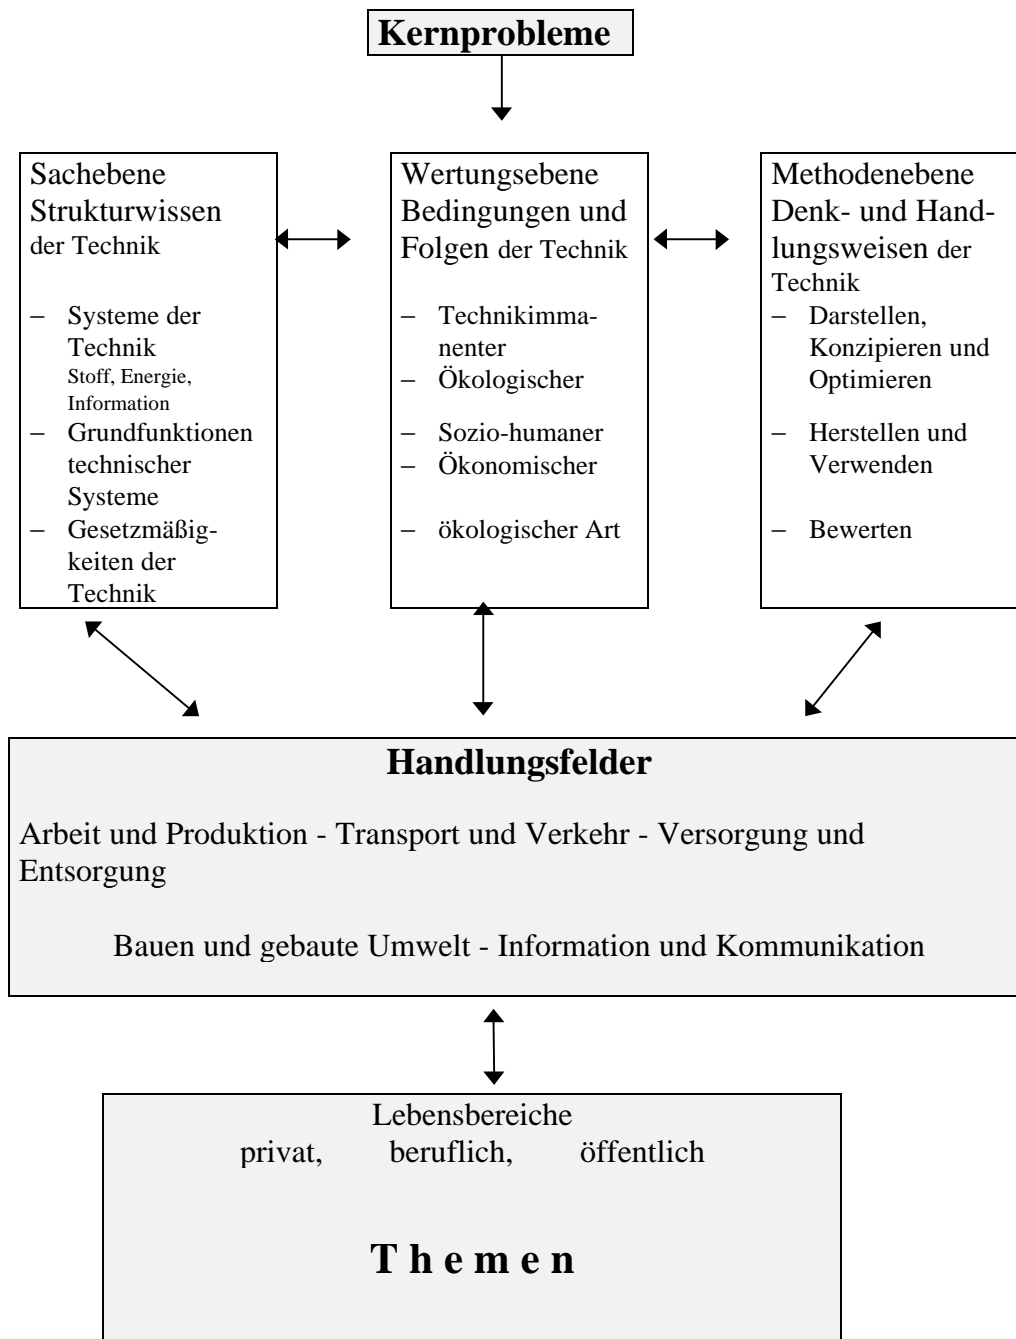 Kernprobleme
Sachebene
Strukturwissen
der Technik
– Systeme der
Technik
Stoff, Energie,
Information
– Grundfunktionen
technischer
Systeme
– Gesetzmäßig-
keiten der
Technik
Wertungsebene
Bedingungen und
Folgen der Technik
– Technikimma-
nenter
– Ökologischer
– Sozio-humaner
– Ökonomischer
– ökologischer Art
Methodenebene
Denk- und Hand-
lungsweisen der
Technik
– Darstellen,
Konzipieren und
Optimieren
– Herstellen und
Verwenden
– Bewerten
Handlungsfelder
Arbeit und Produktion - Transport und Verkehr - Versorgung und
Entsorgung
Bauen und gebaute Umwelt - Information und Kommunikation
Lebensbereiche
privat, beruflich, öffentlich
T h e m e n